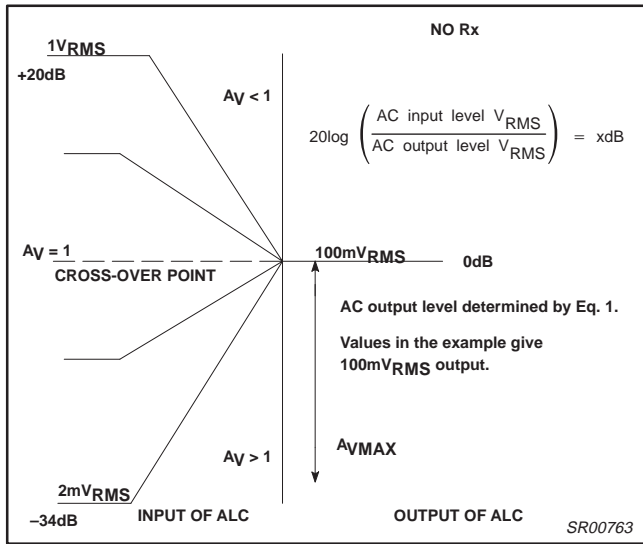 NO Rx
1VRMS
+20dB
AV < 1
20log (AC input level VRMS / AC output level VRMS) = xdB
AV = 1
100mVRMS
0dB
CROSS-OVER POINT
AC output level determined by Eq. 1.
Values in the example give
100mVRMS output.
AV > 1
AVMAX
2mVRMS
–34dB
INPUT OF ALC
OUTPUT OF ALC
SR00763